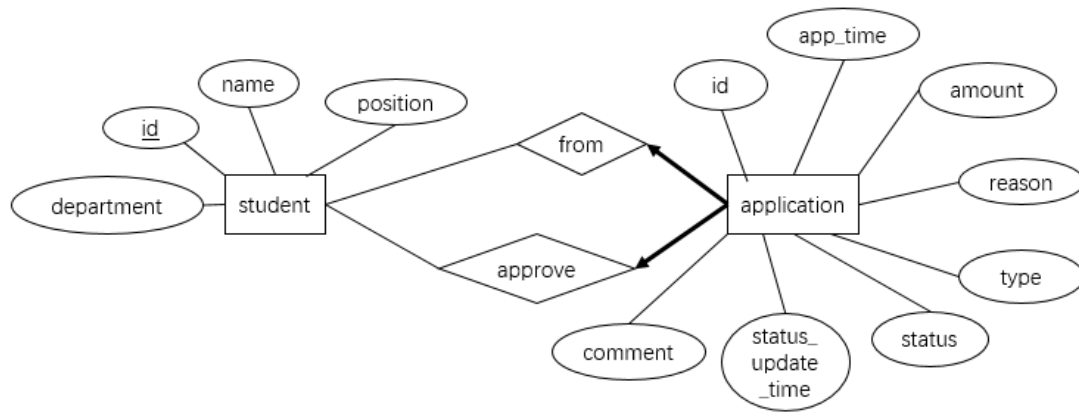 app_time
name
id
amount
position
id
from
reason
department
student
application
approve
type
comment
status_
update
_time
status